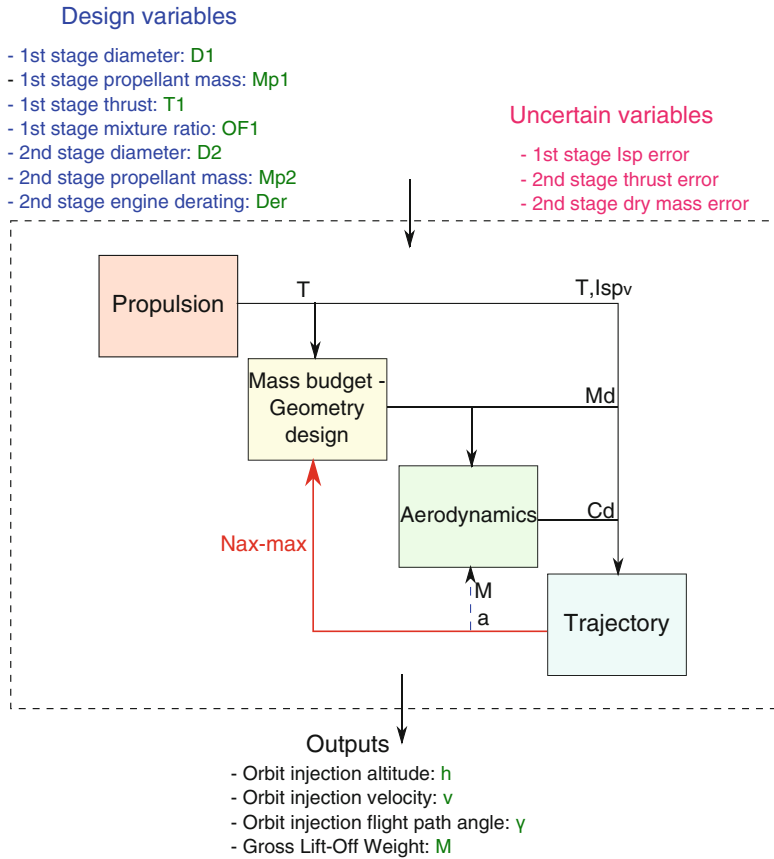 Design variables
- 1st stage diameter: D1
- 1st stage propellant mass: Mp1
- 1st stage thrust: T1
- 1st stage mixture ratio: OF1
- 2nd stage diameter: D2
- 2nd stage propellant mass: Mp2
- 2nd stage engine derating: Der
Uncertain variables
- 1st stage Isp error
- 2nd stage thrust error
- 2nd stage dry mass error
Propulsion
T
T,Ispv
Mass budget -
Geometry
design
Md
Aerodynamics
Cd
Nax-max
M
a
Trajectory
Outputs
- Orbit injection altitude: h
- Orbit injection velocity: v
- Orbit injection flight path angle: γ
- Gross Lift-Off Weight: M